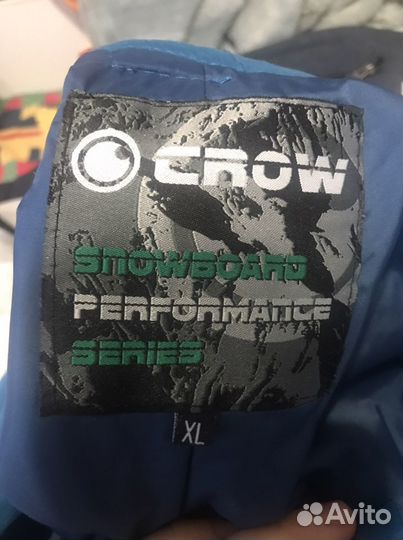 CROW
SNOWBOARD
PERFORMANCE
SERIES
XL
Avito